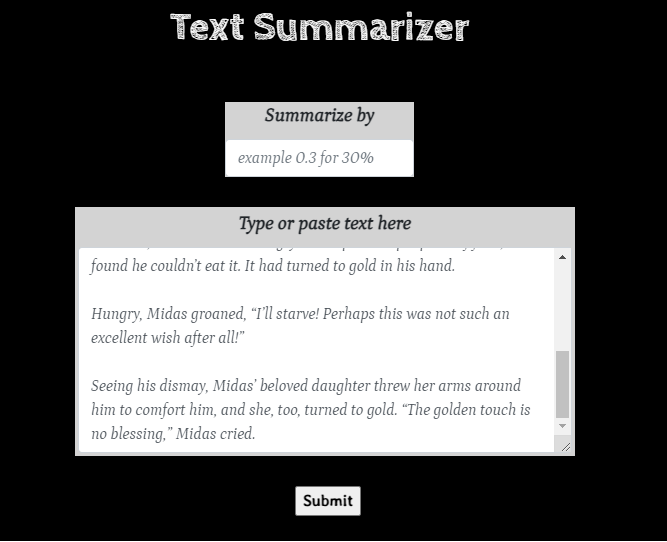 Text Summarizer
Summarize by
example 0.3 for 30%
Type or paste text here
found he couldn't eat it. It had turned to gold in his hand.
Hungry, Midas groaned, “I'll starve! Perhaps this was not such an
excellent wish after all!”
Seeing his dismay, Midas' beloved daughter threw her arms around
him to comfort him, and she, too, turned to gold. “The golden touch is
no blessing,” Midas cried.
Submit